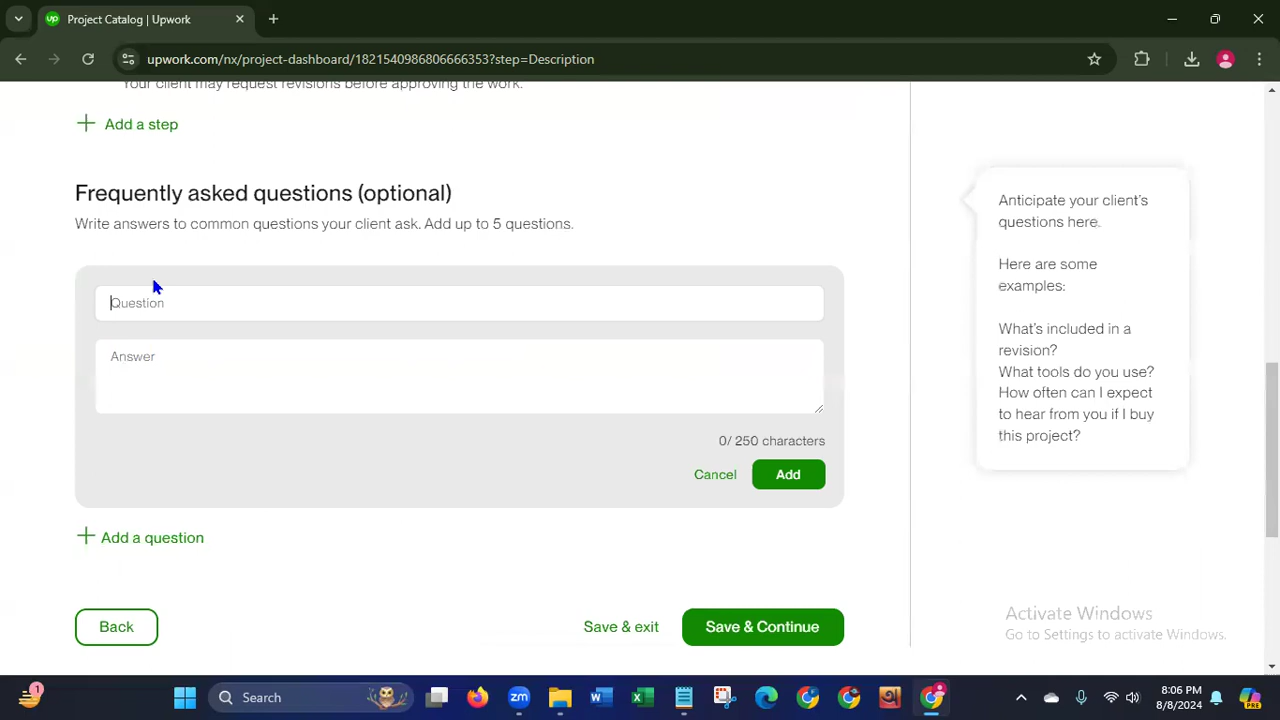 Project Catalog | Upwork
up
upwork.com/nx/project-dashboard/1821540986806666353?step=Description
Your client may request revisions before approving the work.
Add a step
Frequently asked questions (optional)
Write answers to common questions your client ask. Add up to 5 questions.
Question
Answer
0/ 250 characters
Cancel
Add
Add a question
Back
Save & exit
Save & Continue
Anticipate your client's
questions here.
Here are some
examples:
What's included in a
revision?
What tools do you use?
How often can I expect
to hear from you if I buy
this project?
Activate Windows
Go to Settings to activate Windows.
1
Search
zm
W
X
8:06 PM
8/8/2024
PRE